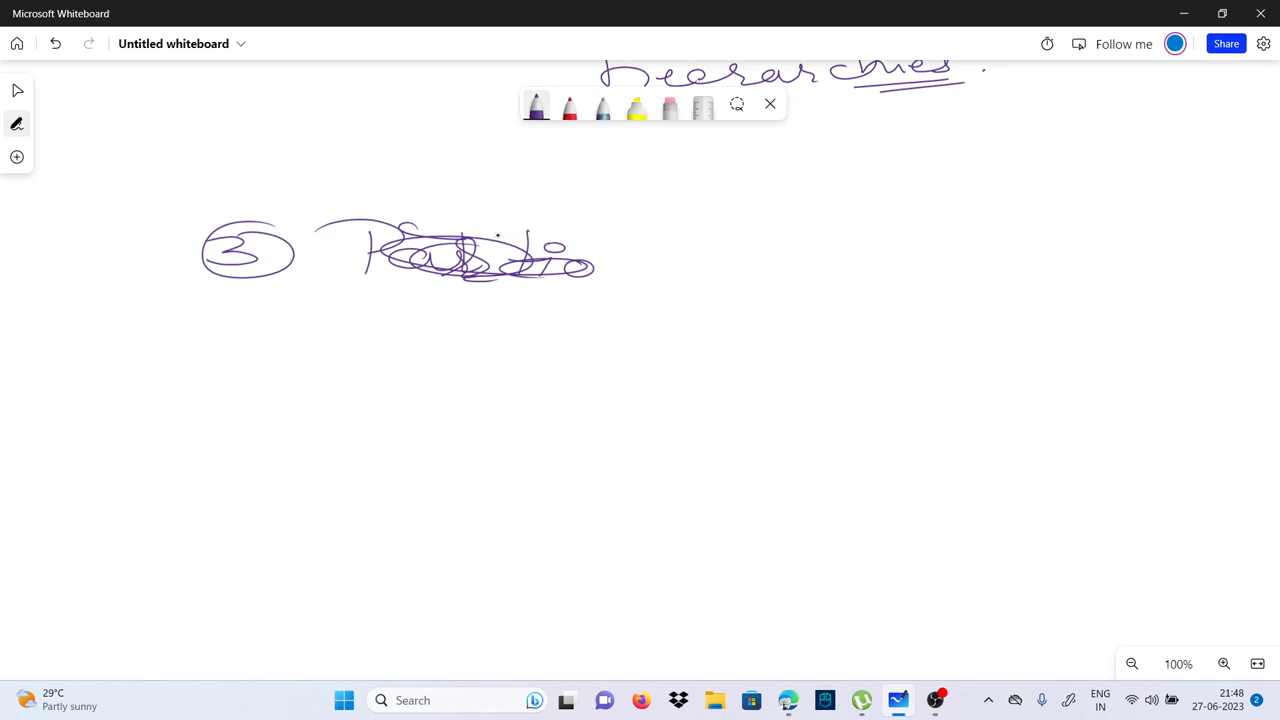 Microsoft Whiteboard
Untitled whiteboard
Follow me
Share
3
100%
29°C
Partly sunny
Search
ENG
IN
21:48
27-06-2023
2